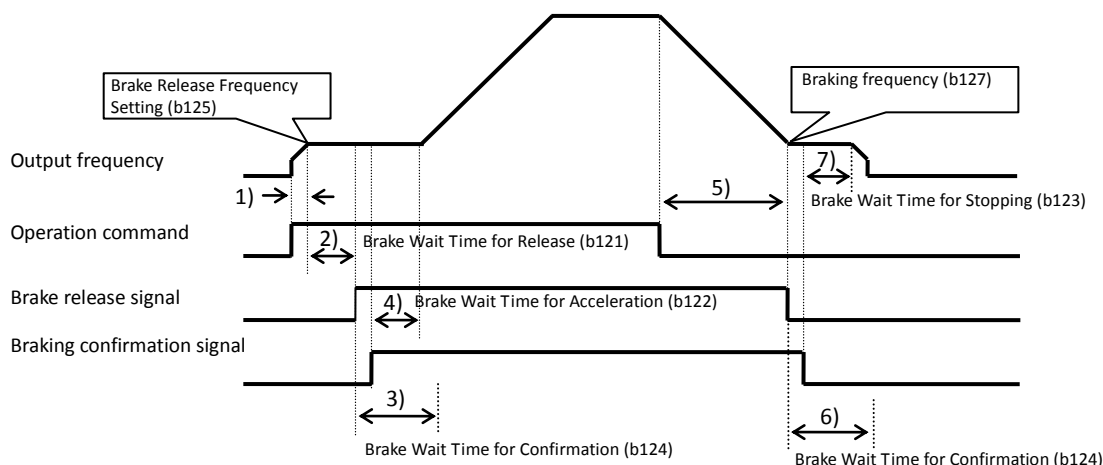 Brake Release Frequency
Setting (b125)
Braking frequency (b127)
Output frequency
1)
5)
7)
Brake Wait Time for Stopping (b123)
Operation command
2)
Brake Wait Time for Release (b121)
Brake release signal
4)
Brake Wait Time for Acceleration (b122)
Braking confirmation signal
3)
6)
Brake Wait Time for Confirmation (b124)
Brake Wait Time for Confirmation (b124)